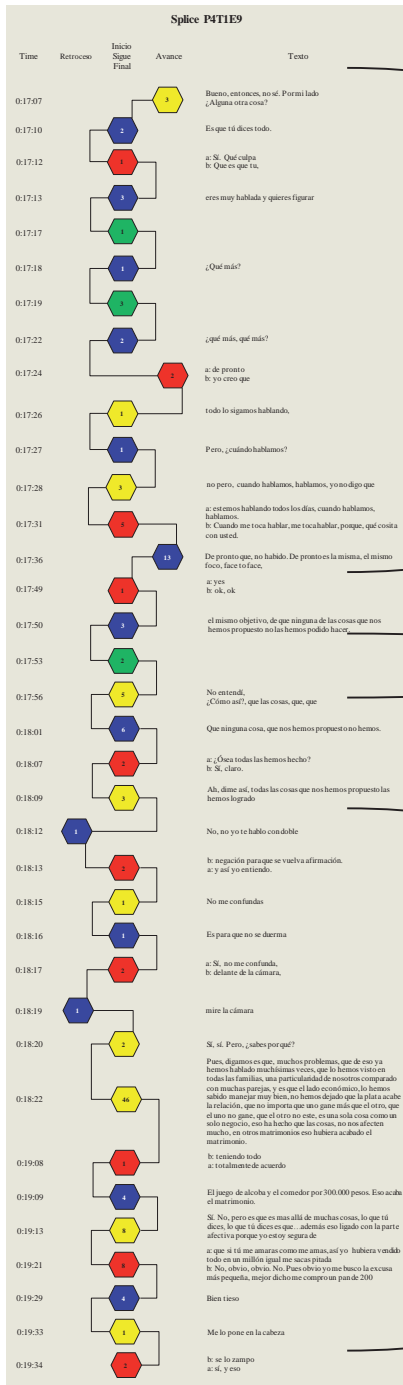 Splice P4T1E9
Time Retroceso Inicio Sigue Final Avance Texto
0:17:07 3 Bueno, entonces, no sé. Por mi lado
¿Alguna otra cosa?
0:17:10 2 Es que tú dices todo.
0:17:12 1 a: Sí. Qué culpa
b: Que es que tu,
0:17:13 3 eres muy hablada y quieres figurar
0:17:17 1
0:17:18 1 ¿Qué más?
0:17:19 3
0:17:22 2 ¿qué más, qué más?
0:17:24 2 a: de pronto
b: yo creo que
0:17:26 1 todo lo sigamos hablando,
0:17:27 1 Pero, ¿cuándo hablamos?
0:17:28 3 no pero, cuando hablamos, hablamos, yo no digo que
0:17:31 5 a: estemos hablando todos los días, cuando hablamos,
hablamos.
b: Cuando me toca hablar, me toca hablar, porque, qué cosita
con usted.
0:17:36 13 De pronto que, no habido. De pronto es la misma, el mismo
foco, face to face,
0:17:49 1 a: yes
b: ok, ok
0:17:50 3 el mismo objetivo, de que ninguna de las cosas que nos
hemos propuesto no las hemos podido hacer,
0:17:53 2
0:17:56 5 No entendí,
¿Cómo así?, que las cosas, que, que
0:18:01 6 Que ninguna cosa, que nos hemos propuesto no hemos.
0:18:07 2 a: ¿Ósea todas las hemos hecho?
b: Sí, claro.
0:18:09 3 Ah, dime así, todas las cosas que nos hemos propuesto las
hemos logrado
0:18:12 1 No, no yo te hablo con doble
0:18:13 2 b: negación para que se vuelva afirmación.
a: y así yo entiendo.
0:18:15 1 No me confundas
0:18:16 1 Es para que no se duerma
0:18:17 2 a: Sí, no me confunda,
b: delante de la cámara,
0:18:19 1 mire la cámara
0:18:20 2 Sí, sí. Pero, ¿sabes por qué?
0:18:22 46 Pues, digamos es que, muchos problemas, que de eso ya
hemos hablado muchísimas veces, que lo hemos visto en
todas las familias, una particularidad de nosotros comparado
con muchas parejas, y es que el lado económico, lo hemos
sabido manejar muy bien, no hemos dejado que la plata acabe
la relación, que no importa que uno gane más que el otro, que
el uno no gane, que el otro no este, es una sola cosa como un
solo negocio, eso ha hecho que las cosas, no nos afecten
mucho, en otros matrimonios eso hubiera acabado el
matrimonio.
0:19:08 1 b: teniendo todo
a: totalmente de acuerdo
0:19:09 4 El juego de alcoba y el comedor por 300.000 pesos. Eso acaba
el matrimonio.
0:19:13 8 Sí. No, pero es que es mas allá de muchas cosas, lo que tú
dices, lo que tú dices es que…además eso ligado con la parte
afectiva porque yo estoy segura de
0:19:21 8 a: que si tú me amaras como me amas, así yo hubiera vendido
todo en un millón igual me sacas pitada
b: No, obvio, obvio. No. Pues obvio yo me busco la excusa
más pequeña, mejor dicho me compro un pan de 200
0:19:29 4 Bien tieso
0:19:33 1 Me lo pone en la cabeza
0:19:34 2 b: se lo zampo
a: sí, y eso